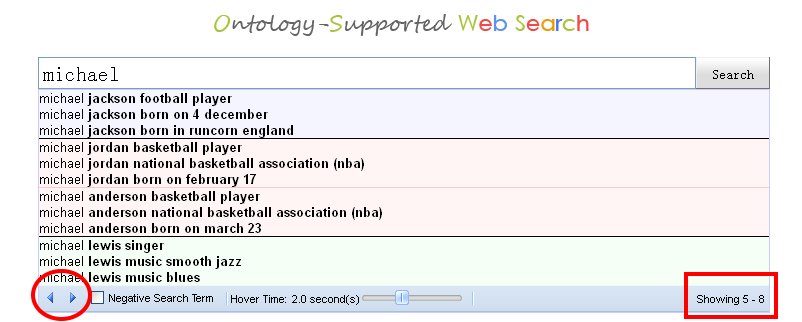 Ontology-Supported Web Search
michael Search
michael jackson football player
michael jackson born on 4 december
michael jackson born in runcorn england
michael jordan basketball player
michael jordan national basketball association (nba)
michael jordan born on february 17
michael anderson basketball player
michael anderson national basketball association (nba)
michael anderson born on march 23
michael lewis singer
michael lewis music smooth jazz
michael lewis music blues
Negative Search Term Hover Time: 2.0 second(s) Showing 5 - 8